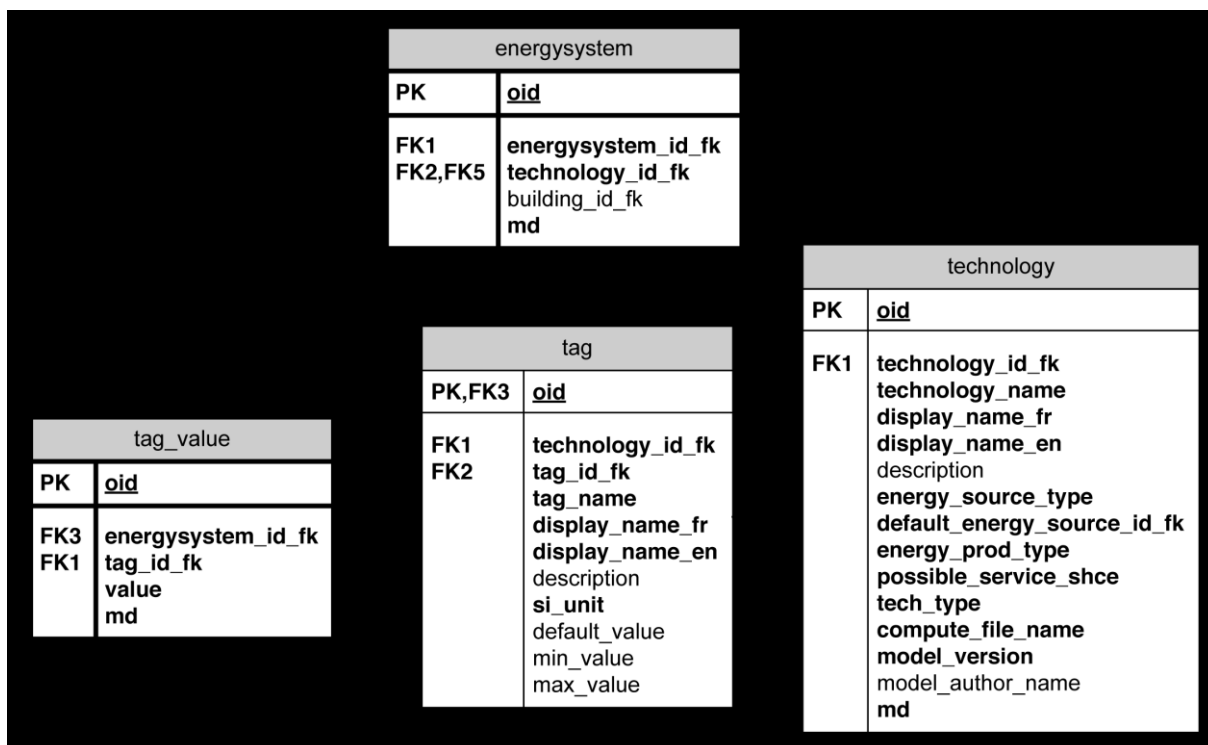 energysystem
PK oid
FK1 energysystem_id_fk
FK2,FK5 technology_id_fk
building_id_fk
md
technology
PK oid
FK1 technology_id_fk
technology_name
display_name_fr
display_name_en
description
energy_source_type
default_energy_source_id_fk
energy_prod_type
possible_service_shce
tech_type
compute_file_name
model_version
model_author_name
md
tag
PK,FK3 oid
FK1 technology_id_fk
FK2 tag_id_fk
tag_name
display_name_fr
display_name_en
description
si_unit
default_value
min_value
max_value
tag_value
PK oid
FK3 energysystem_id_fk
FK1 tag_id_fk
value
md